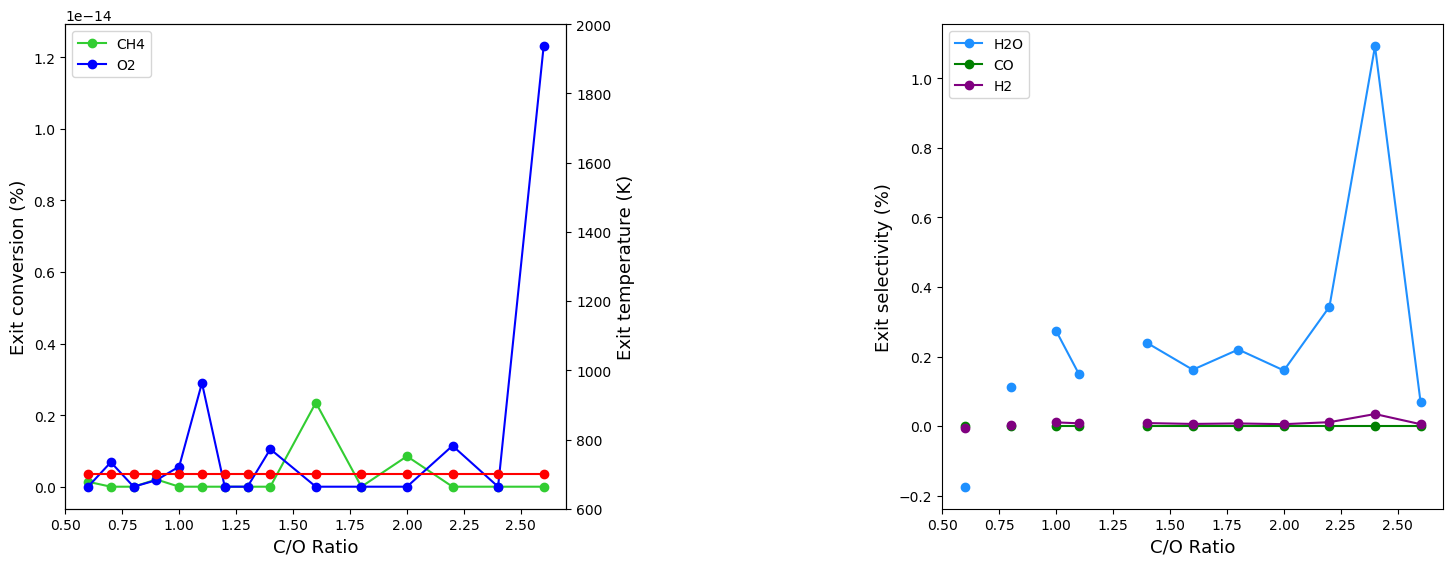 1e−14
CH4
O2
1.2
1.0
0.8
0.6
0.4
0.2
0.0
Exit conversion (%)
0.50 0.75 1.00 1.25 1.50 1.75 2.00 2.25 2.50
C/O Ratio
2000
1800
1600
1400
1200
1000
800
600
Exit temperature (K)
H2O
CO
H2
1.0
0.8
0.6
0.4
0.2
0.0
−0.2
Exit selectivity (%)
0.50 0.75 1.00 1.25 1.50 1.75 2.00 2.25 2.50
C/O Ratio